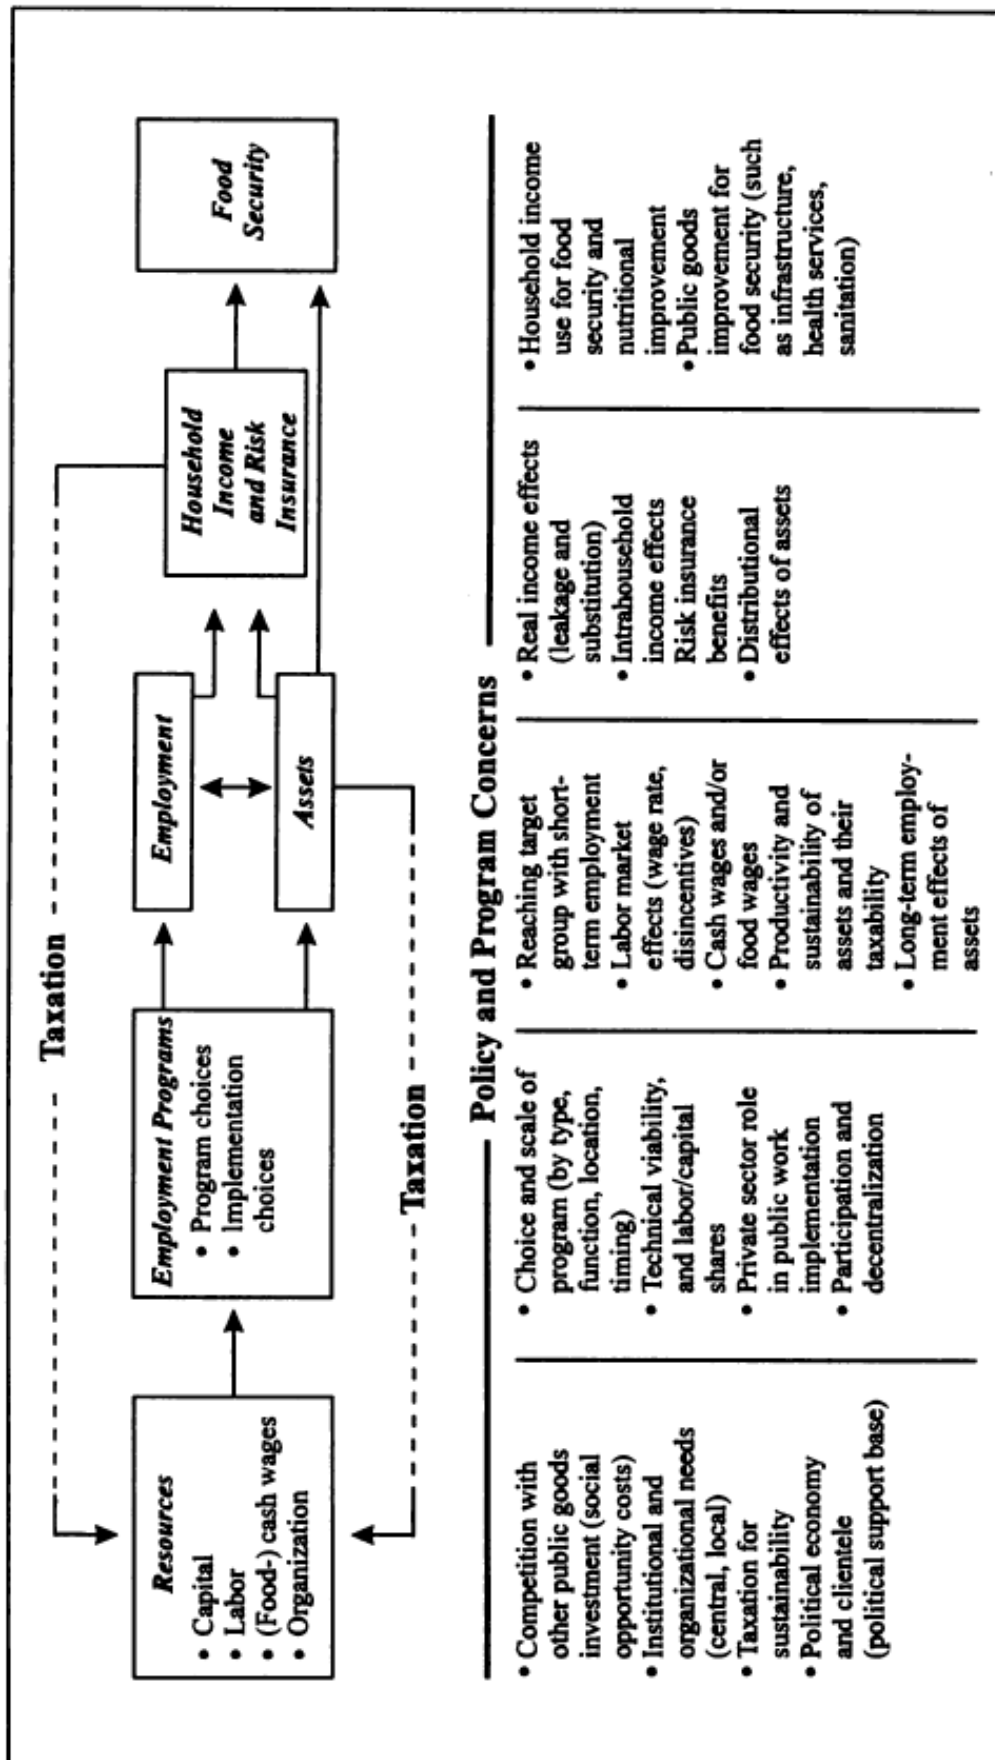 Taxation
Resources
• Capital
• Labor
• (Food-) cash wages
• Organization
Employment Programs
• Program choices
• Implementation
choices
Employment
Assets
Household
Income
and Risk
Insurance
Food
Security
Taxation
Policy and Program Concerns
• Competition with
other public goods
investment (social
opportunity costs)
• Institutional and
organizational needs
(central, local)
• Taxation for
sustainability
• Political economy
and clientele
(political support base)
• Choice and scale of
program (by type,
function, location,
timing)
• Technical viability,
and labor/capital
shares
• Private sector role
in public work
implementation
• Participation and
decentralization
• Reaching target
group with short-
term employment
• Labor market
effects (wage rate,
disincentives)
• Cash wages and/or
food wages
• Productivity and
sustainability of
assets and their
taxability
• Long-term employ-
ment effects of
assets
• Real income effects
(leakage and
substitution)
• Intrahousehold
income effects
Risk insurance
benefits
• Distributional
effects of assets
• Household income
use for food
security and
nutritional
improvement
• Public goods
improvement for
food security (such
as infrastructure,
health services,
sanitation)